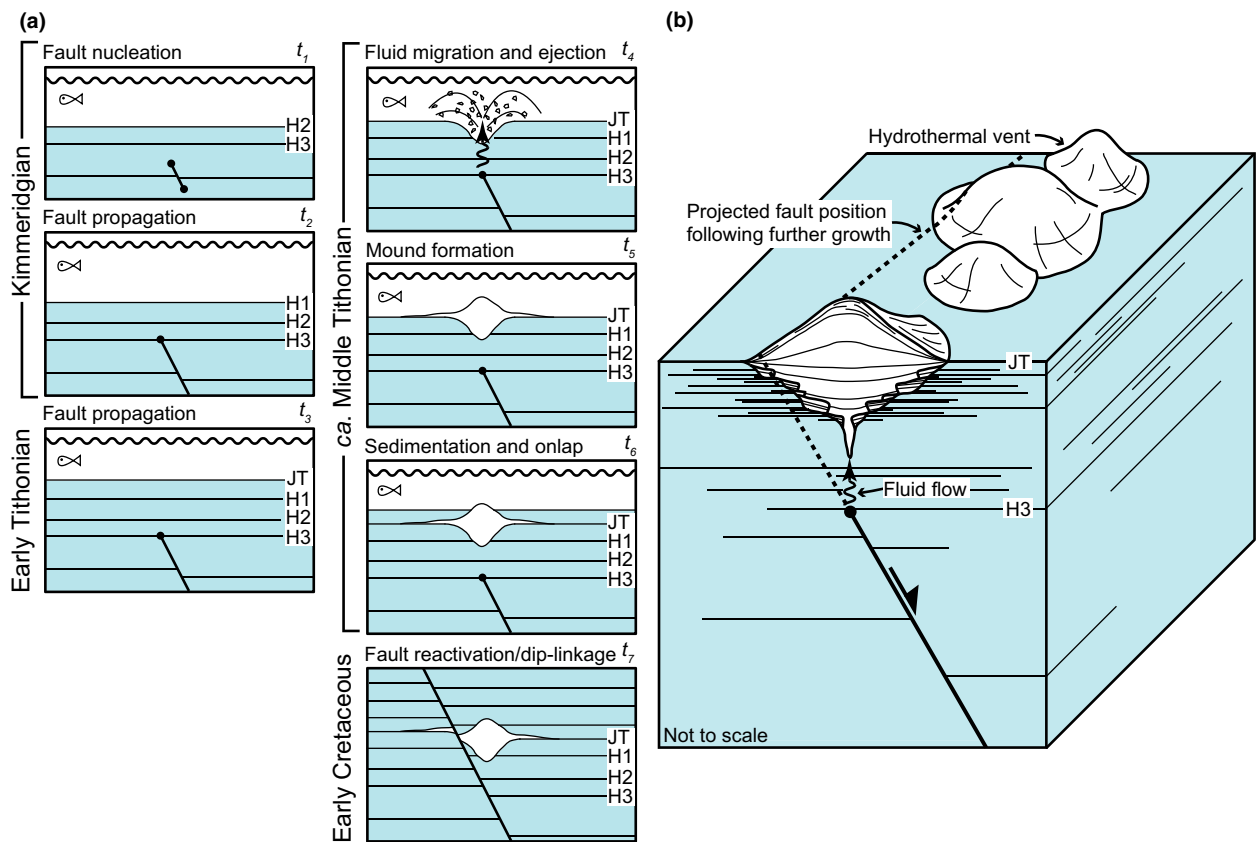 (a)
Kimmeridgian
Fault nucleation t1
H2
H3
Fault propagation t2
H1
H2
H3
Early Tithonian
Fault propagation t3
JT
H1
H2
H3
ca. Middle Tithonian
Fluid migration and ejection t4
JT
H1
H2
H3
Mound formation t5
JT
H1
H2
H3
Sedimentation and onlap t6
JT
H1
H2
H3
Early Cretaceous
Fault reactivation/dip-linkage t7
JT
H1
H2
H3
(b)
Hydrothermal vent
Projected fault position
following further growth
JT
Fluid flow
H3
Not to scale